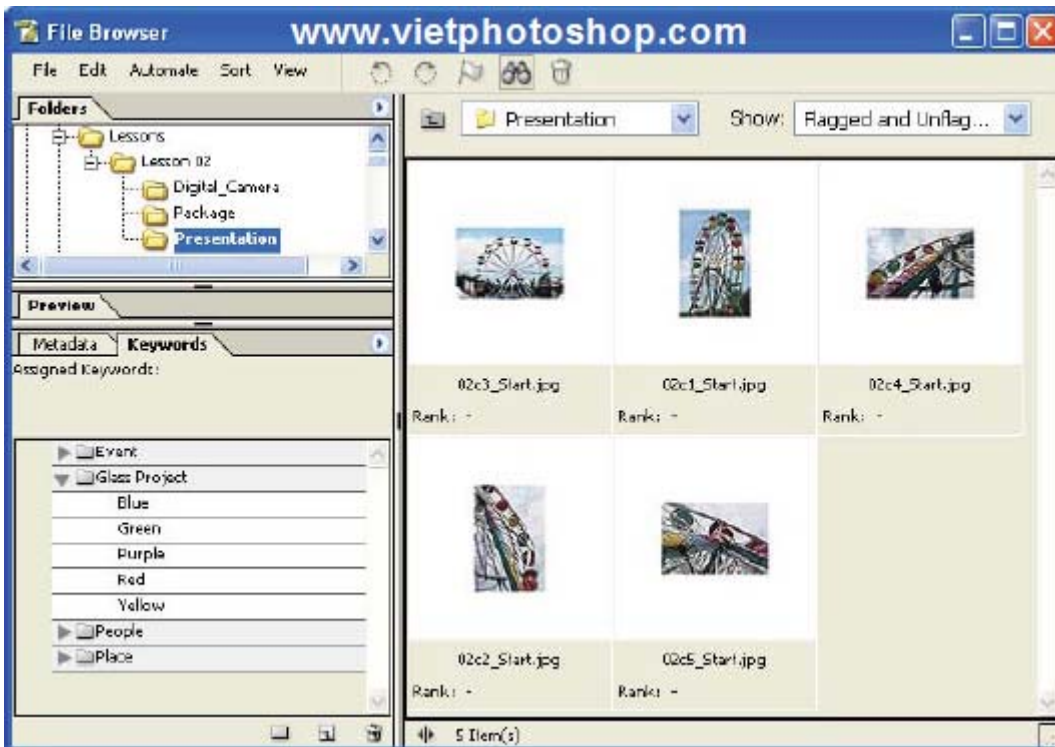 File Browser
www.vietphotoshop.com
File Edit Automate Sort View
Folders
Lessons
Lesson 02
Digital_Camera
Package
Presentation
Preview
Metadata Keywords
Assigned Keywords:
Event
Glass Project
Blue
Green
Purple
Red
Yellow
People
Place
Presentation Show: Flagged and Unflag...
02c3_Start.jpg 02c1_Start.jpg 02c4_Start.jpg
Rank: - Rank: - Rank: -
02c2_Start.jpg 02c5_Start.jpg
Rank: - Rank: -
5 Item(s)